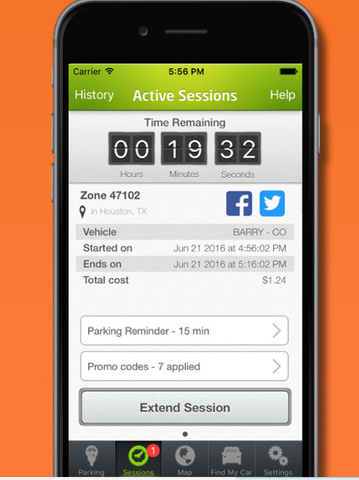 Carrier 5:56 PM
History Active Sessions Help
Time Remaining
00 19 32
Hours Minutes Seconds
Zone 47102
in Houston, TX
Vehicle BARRY - CO
Started on Jun 21 2016 at 4:56:02 PM
Ends on Jun 21 2016 at 5:16:02 PM
Total cost $1.24
Parking Reminder - 15 min
Promo codes - 7 applied
Extend Session
1
Parking Sessions Map Find My Car Settings